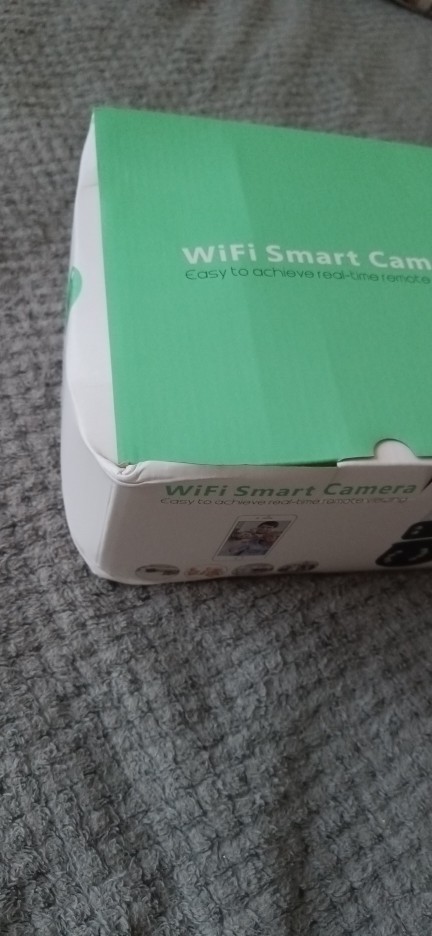 WiFi Smart Cam
Easy to achieve real-time remote
WiFi Smart Camera
Easy to achieve real-time remote viewing